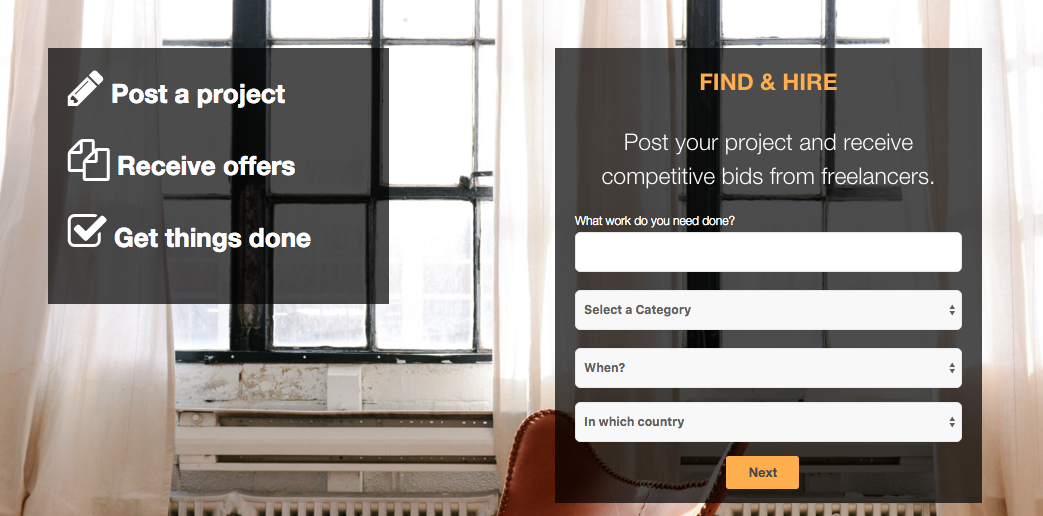 Post a project
Receive offers
Get things done
FIND & HIRE
Post your project and receive
competitive bids from freelancers.
What work do you need done?
Select a Category
When?
In which country
Next